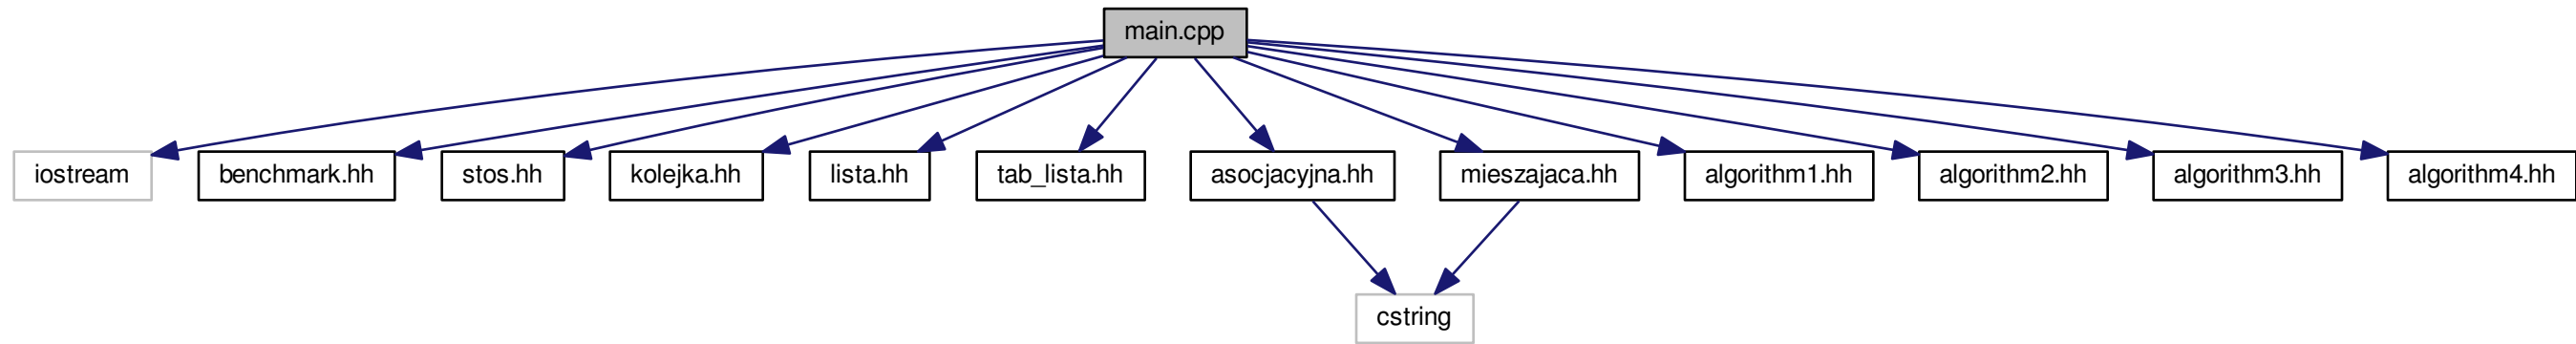 main.cpp
iostream
benchmark.hh
stos.hh
kolejka.hh
lista.hh
tab_lista.hh
asocjacyjna.hh
mieszajaca.hh
algorithm1.hh
algorithm2.hh
algorithm3.hh
algorithm4.hh
cstring